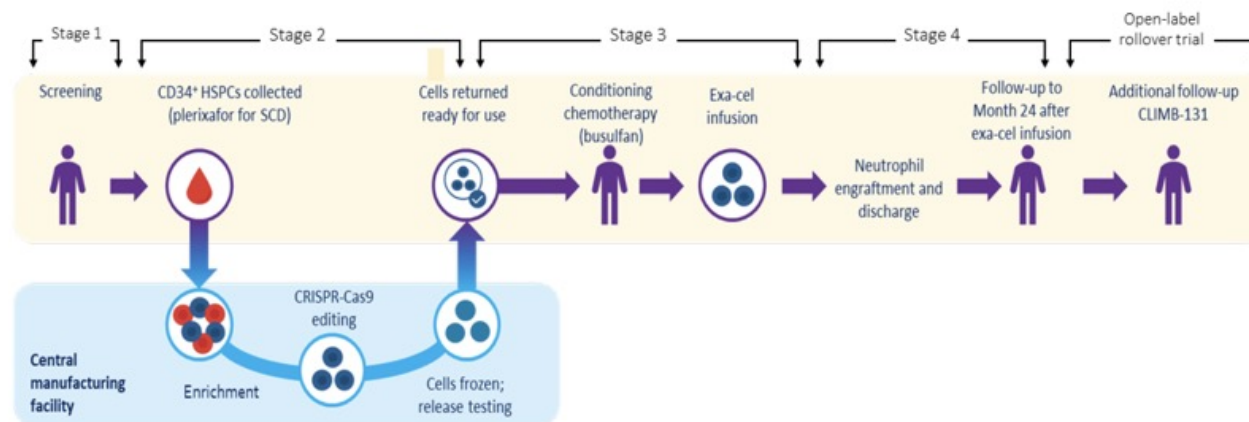 Stage 1
Stage 2
Stage 3
Stage 4
Open-label
rollover trial
Screening
CD34⁺ HSPCs collected
(plerixafor for SCD)
Cells returned
ready for use
Conditioning
chemotherapy
(busulfan)
Exa-cel
infusion
Neutrophil
engraftment and
discharge
Follow-up to
Month 24 after
exa-cel infusion
Additional follow-up
CLIMB-131
Central
manufacturing
facility
Enrichment
CRISPR-Cas9
editing
Cells frozen;
release testing